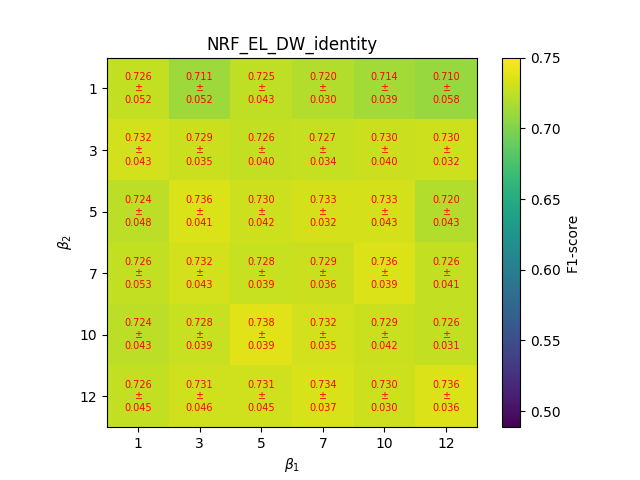 NRF_EL_DW_identity
0.726 0.711 0.725 0.720 0.714 0.710
± ± ± ± ± ±
0.052 0.052 0.043 0.030 0.039 0.058
0.732 0.729 0.726 0.727 0.730 0.730
± ± ± ± ± ±
0.043 0.035 0.040 0.034 0.040 0.032
0.724 0.736 0.730 0.733 0.733 0.720
± ± ± ± ± ±
0.048 0.041 0.042 0.032 0.043 0.043
0.726 0.732 0.728 0.729 0.736 0.726
± ± ± ± ± ±
0.053 0.043 0.039 0.036 0.039 0.041
0.724 0.728 0.738 0.732 0.729 0.726
± ± ± ± ± ±
0.043 0.039 0.039 0.035 0.042 0.031
0.726 0.731 0.731 0.734 0.730 0.736
± ± ± ± ± ±
0.045 0.046 0.045 0.037 0.030 0.036
1
3
5
7
10
12
β₂
1 3 5 7 10 12
β₁
0.75
0.70
0.65
0.60
0.55
0.50
F1-score